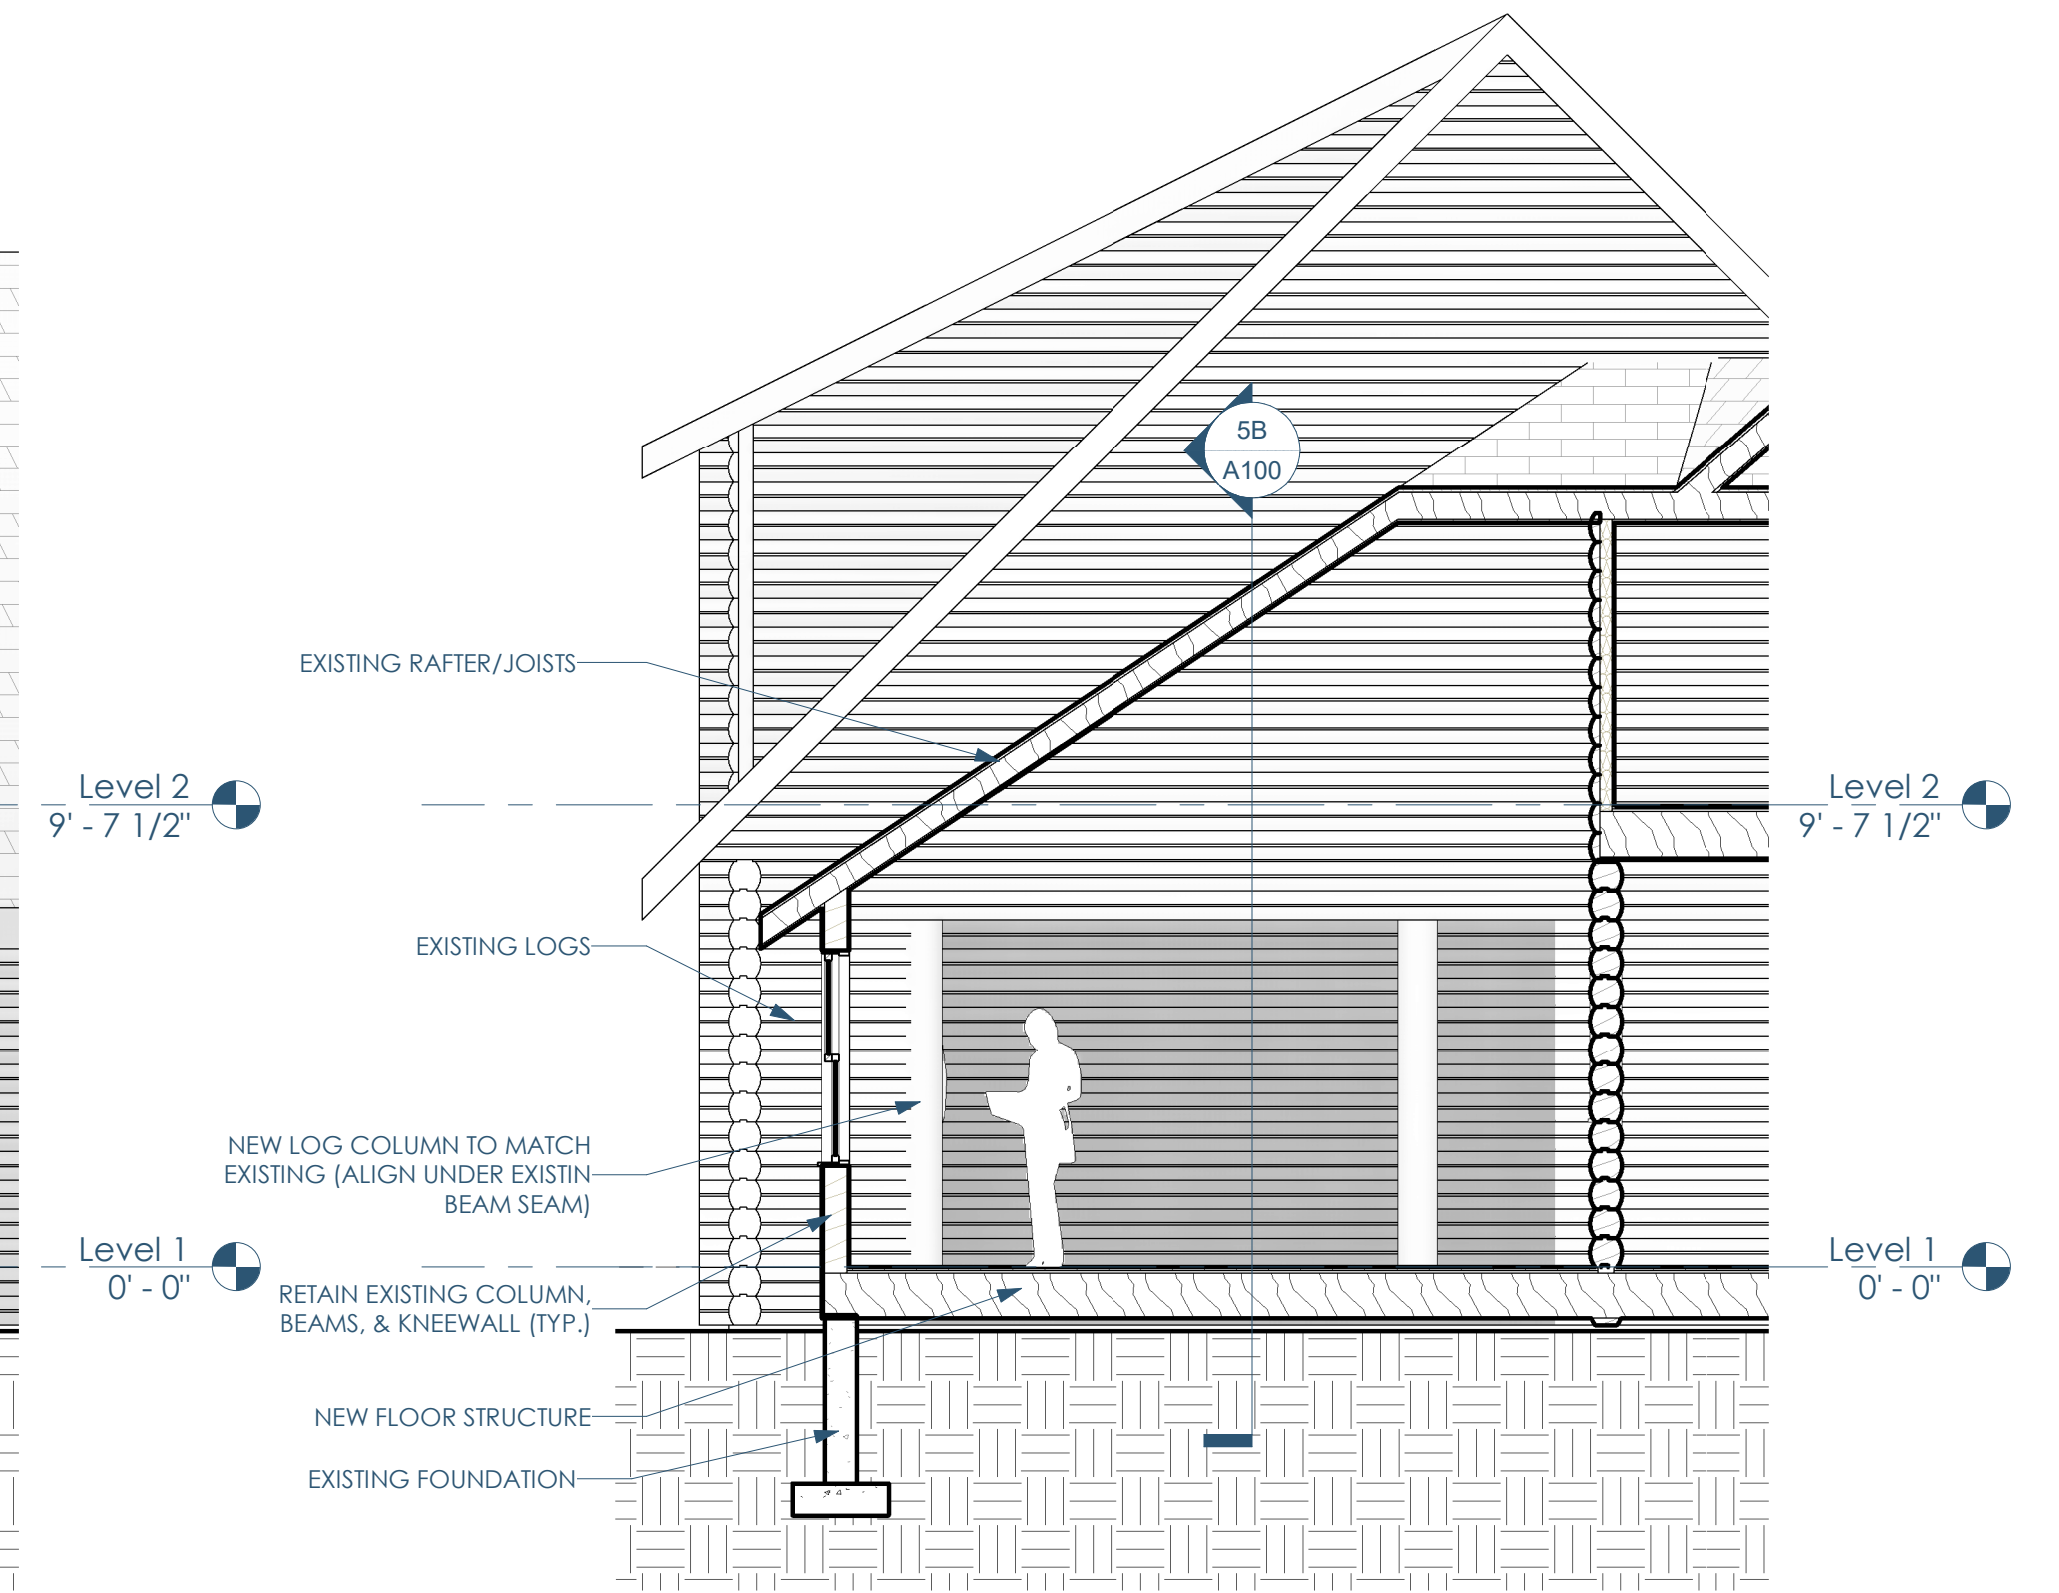 5B
A100
EXISTING RAFTER/JOISTS
Level 2
9' - 7 1/2"
Level 2
9' - 7 1/2"
EXISTING LOGS
NEW LOG COLUMN TO MATCH
EXISTING (ALIGN UNDER EXISTIN
BEAM SEAM)
Level 1
0' - 0"
Level 1
0' - 0"
RETAIN EXISTING COLUMN,
BEAMS, & KNEEWALL (TYP.)
NEW FLOOR STRUCTURE
EXISTING FOUNDATION